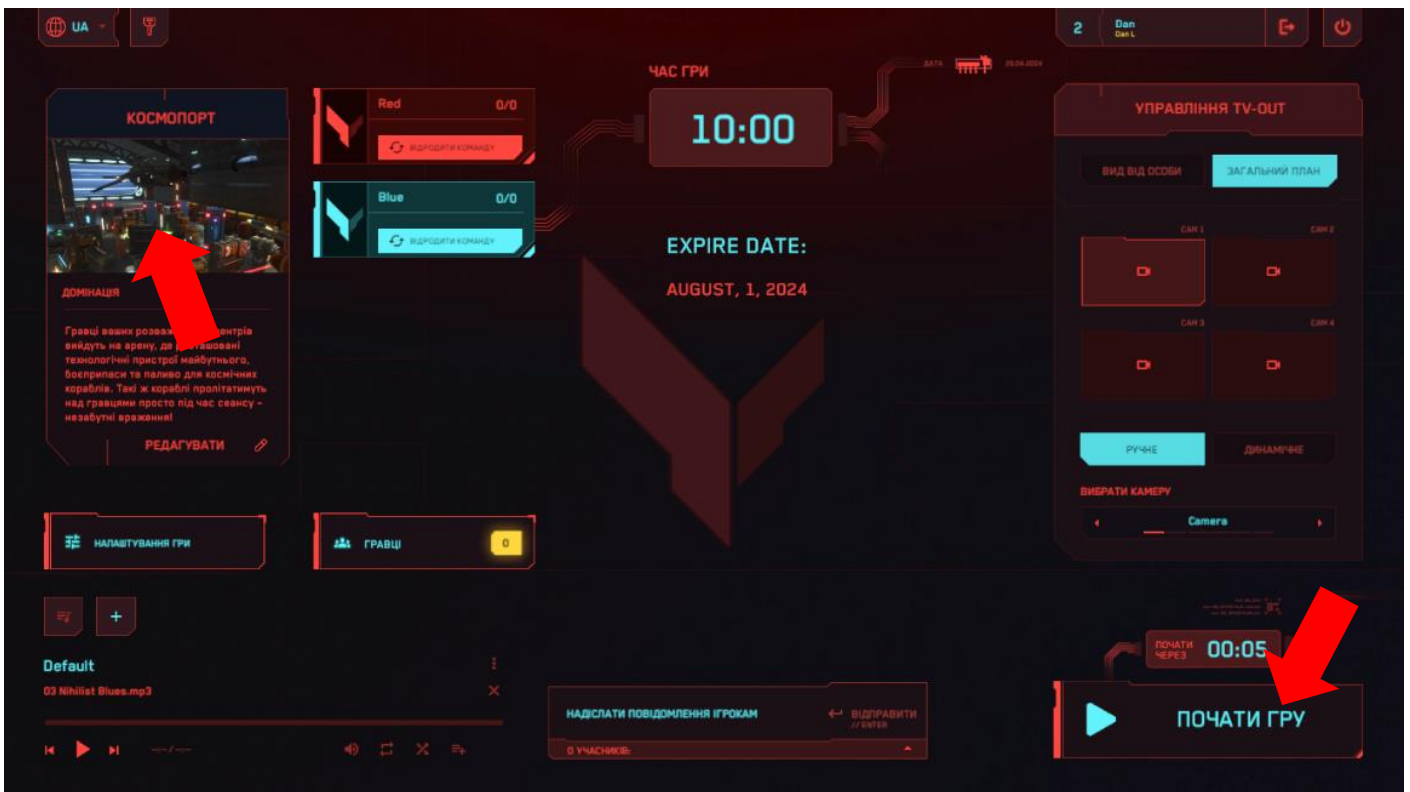 UA
2
Dan
Dan L
ЧАС ГРИ
10:00
ДАТА
29.04.2024
КОСМОПОРТ
ДОМІНАЦІЯ
Гравці ваших
вийдуть на арену, де
технологічні пристрої майбутнього,
боєприпаси та паливо для космічних
кораблів. Такі ж кораблі пролітатимуть
над гравцями просто під час сеансу –
незабутні враження!
РЕДАГУВАТИ
Red
0/0
ВІДРОДИТИ КОМАНДУ
Blue
0/0
ВІДРОДИТИ КОМАНДУ
EXPIRE DATE:
AUGUST, 1, 2024
УПРАВЛІННЯ TV-OUT
ВИД ВІД ОСОБИ
ЗАГАЛЬНИЙ ПЛАН
CAM 1
CAM 2
CAM 3
CAM 4
РУЧНЕ
ДИНАМІЧНЕ
ВИБРАТИ КАМЕРУ
Camera
НАЛАШТУВАННЯ ГРИ
ГРАВЦІ
0
Default
03 Nihilist Blues.mp3
--:-- / --:--
НАДІСЛАТИ ПОВІДОМЛЕННЯ ІГРОКАМ
ВІДПРАВИТИ
// ENTER
0 УЧАСНИКІВ:
ПОЧАТИ
ЧЕРЕЗ
00:05
ПОЧАТИ ГРУ